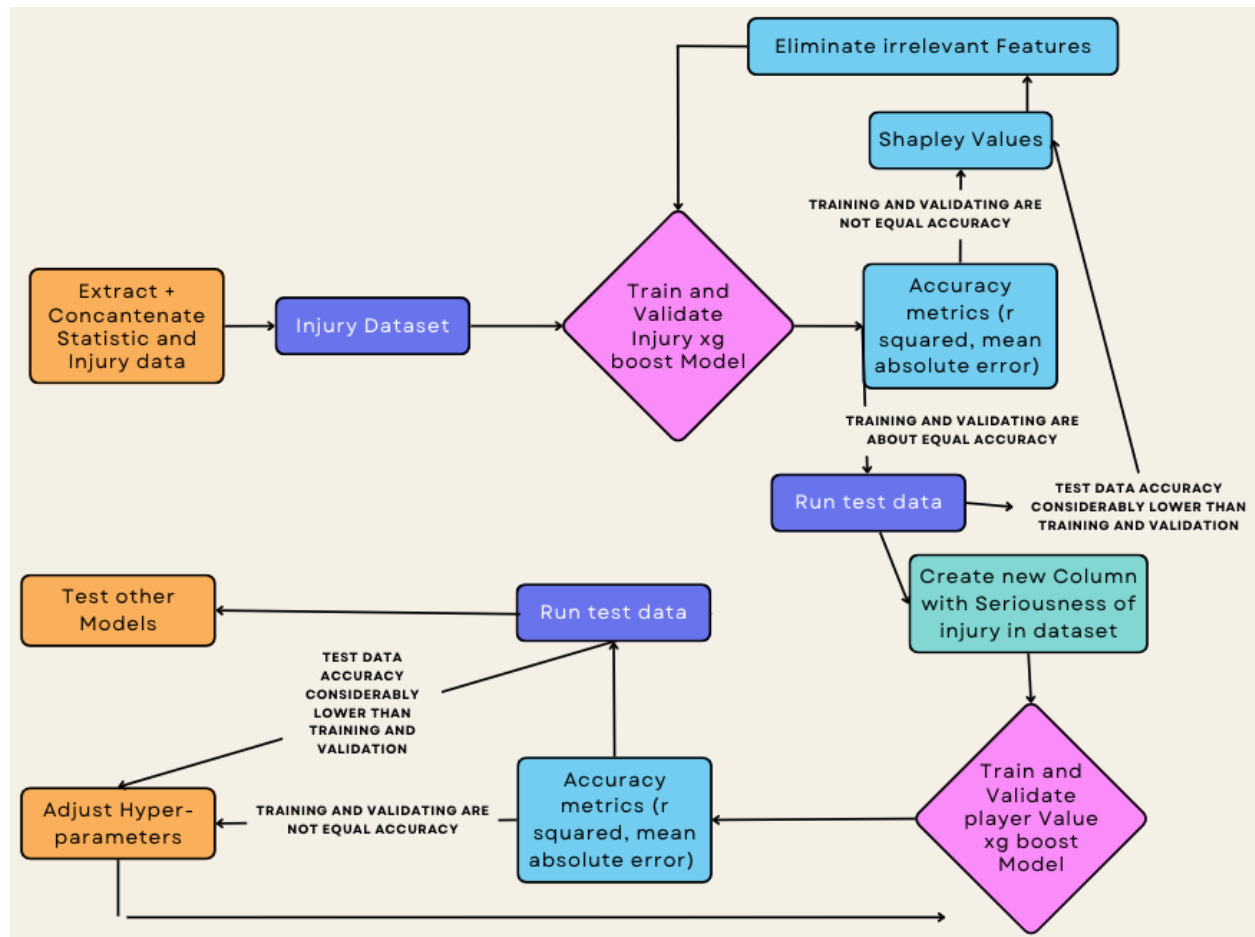 Eliminate irrelevant Features
Shapley Values
TRAINING AND VALIDATING ARE
NOT EQUAL ACCURACY
Extract +
Concantenate
Statistic and
Injury data
Injury Dataset
Train and
Validate
Injury xg
boost Model
Accuracy
metrics (r
squared, mean
absolute error)
TRAINING AND VALIDATING ARE
ABOUT EQUAL ACCURACY
Run test data
TEST DATA ACCURACY
CONSIDERABLY LOWER THAN
TRAINING AND VALIDATION
Create new Column
with Seriousness of
injury in dataset
Train and
Validate
player Value
xg boost
Model
Accuracy
metrics (r
squared, mean
absolute error)
Run test data
Test other
Models
TEST DATA
ACCURACY
CONSIDERABLY
LOWER THAN
TRAINING AND
VALIDATION
TRAINING AND VALIDATING ARE
NOT EQUAL ACCURACY
Adjust Hyper-
parameters